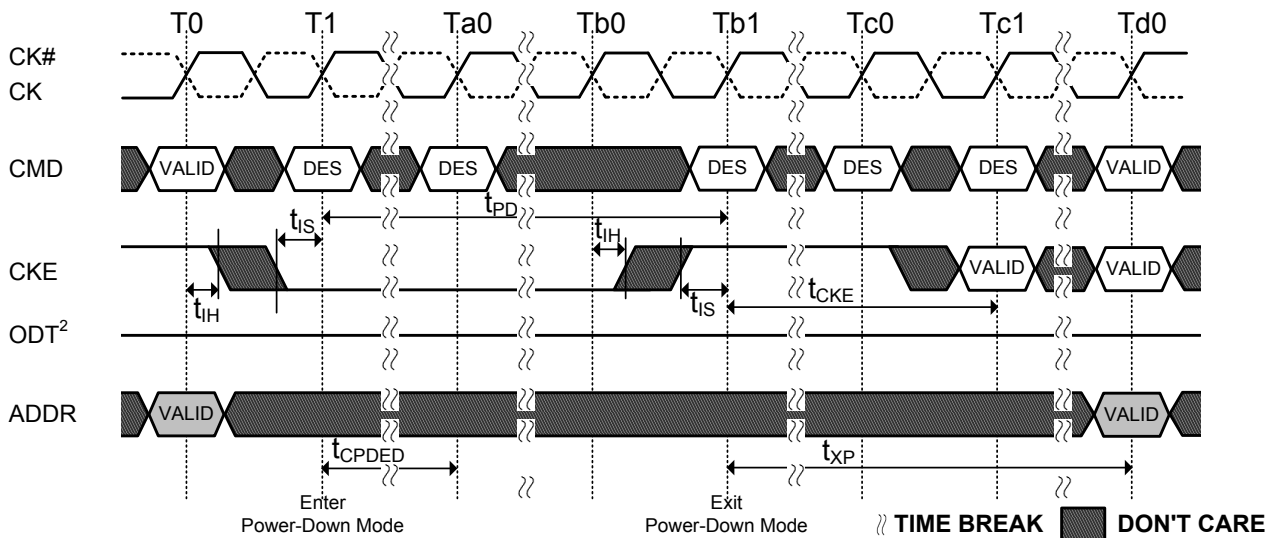 T0 T1 Ta0 Tb0 Tb1 Tc0 Tc1 Td0
CK#
CK
CMD VALID DES DES DES DES DES VALID
tPD
tIS tIH
CKE VALID VALID
tIH tIS tCKE
ODT2
ADDR VALID VALID
tCPDED tXP
Enter
Power-Down Mode
Exit
Power-Down Mode
TIME BREAK DON'T CARE